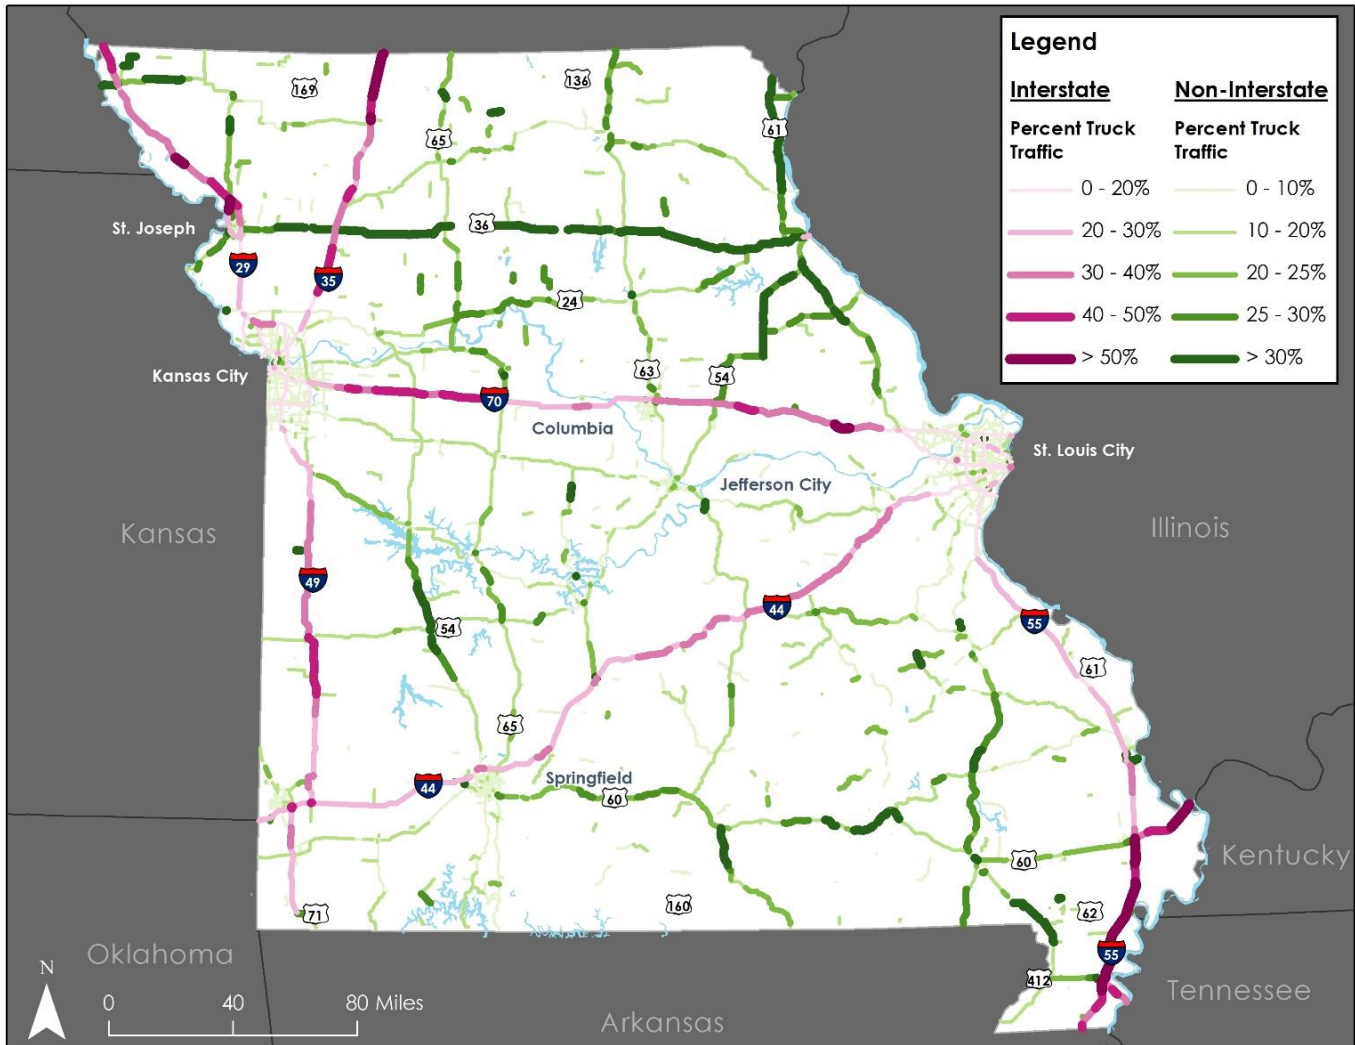 Legend
Interstate
Non-Interstate
Percent Truck
Traffic
Percent Truck
Traffic
0 - 20%
0 - 10%
20 - 30%
10 - 20%
30 - 40%
20 - 25%
40 - 50%
25 - 30%
> 50%
> 30%
169
136
65
61
St. Joseph
36
29
35
24
Kansas City
63
54
70
Columbia
St. Louis City
Jefferson City
Kansas
Illinois
49
44
54
55
61
65
Springfield
44
60
60
Kentucky
71
160
62
Oklahoma
55
412
Tennessee
N
0
40
80 Miles
Arkansas